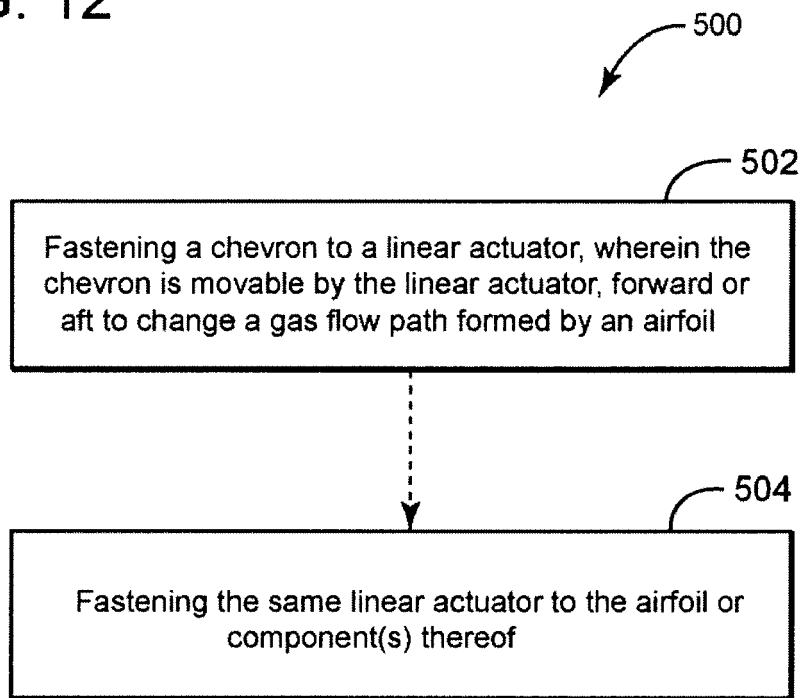 G. 12
500
502
Fastening a chevron to a linear actuator, wherein the
chevron is movable by the linear actuator, forward or
aft to change a gas flow path formed by an airfoil
504
Fastening the same linear actuator to the airfoil or
component(s) thereof